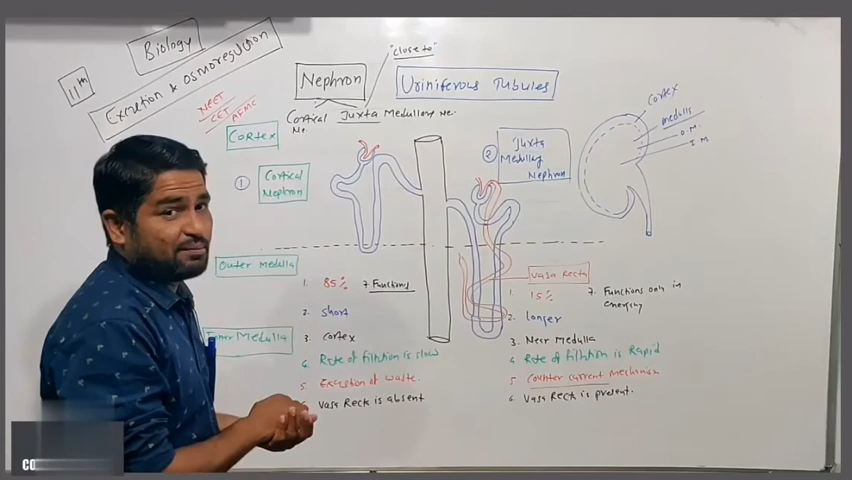 11th
Biology
Excretion & Osmoregulation
NEET
CET
AFMC
Nephron
Uriniferous Tubules
"close to"
Cortical Ne.
Juxta Medullary Ne.
Cortex
① Cortical Nephron
② Juxta Medullary Nephron
cortex
medulla
O.M.
I.M.
Outer Medulla
Inner Medulla
1. 85%
7. Functions
2. short
3. cortex
4. Rate of filtration is slow
5. Excretion of waste.
6. Vasa Recta is absent
Vasa Recta
1. 15%
7. Functions only in
2. longer
3. Near Medulla
4. Rate of filtration is Rapid
5. Counter current mechanism
6. Vasa Recta is present.